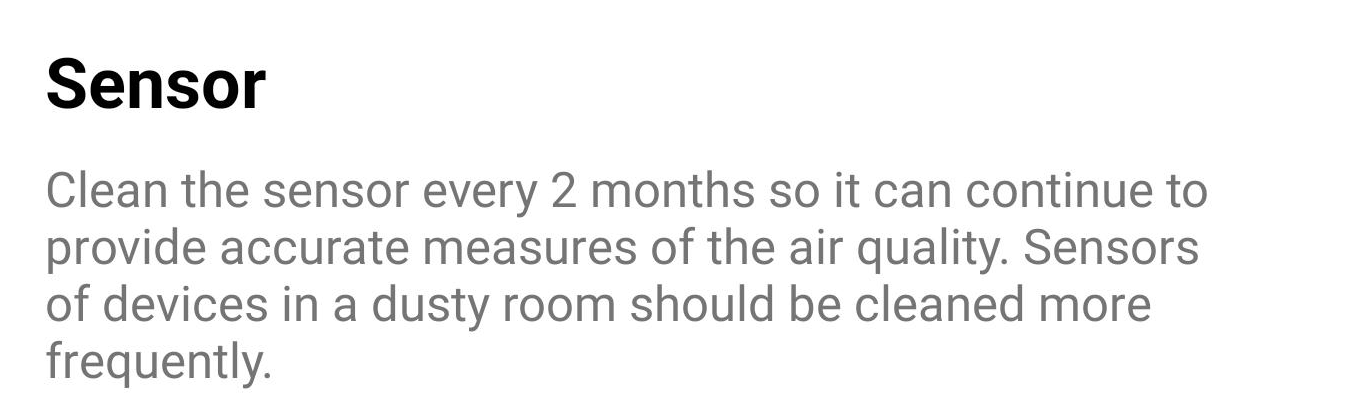 Sensor
Clean the sensor every 2 months so it can continue to
provide accurate measures of the air quality. Sensors
of devices in a dusty room should be cleaned more
frequently.